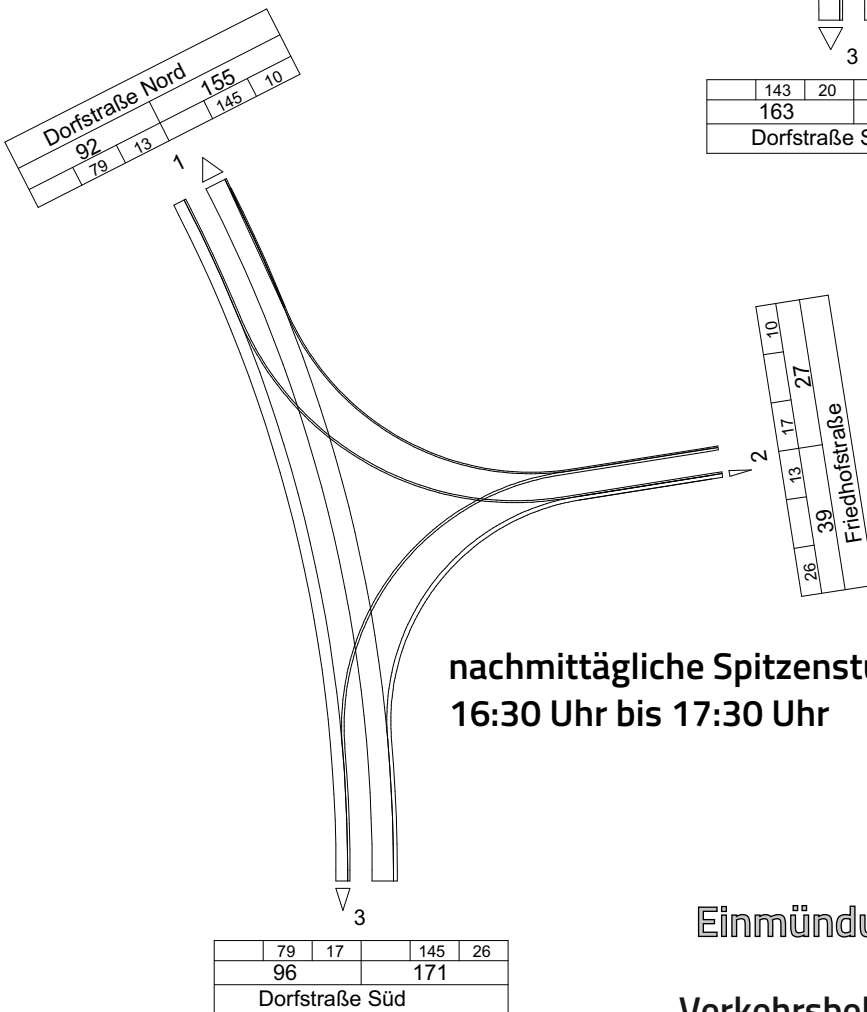 3
143 20
163
Dorfstraße
Dorfstraße Nord
92 155
79 13 145 10
1
10 17 13 26
27 39
Friedhofstraße
2
nachmittägliche
16:30 Uhr bis 17:30 Uhr
3
79 17 145 26
96 171
Dorfstraße Süd